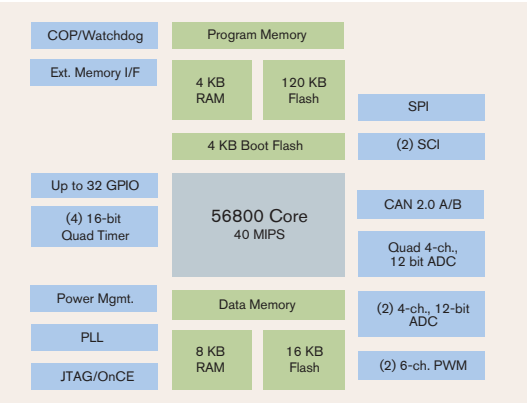 COP/Watchdog
Ext. Memory I/F
Program Memory
4 KB
RAM
120 KB
Flash
4 KB Boot Flash
SPI
(2) SCI
Up to 32 GPIO
(4) 16-bit
Quad Timer
56800 Core
40 MIPS
CAN 2.0 A/B
Quad 4-ch.,
12 bit ADC
Power Mgmt.
PLL
JTAG/OnCE
Data Memory
8 KB
RAM
16 KB
Flash
(2) 4-ch., 12-bit
ADC
(2) 6-ch. PWM